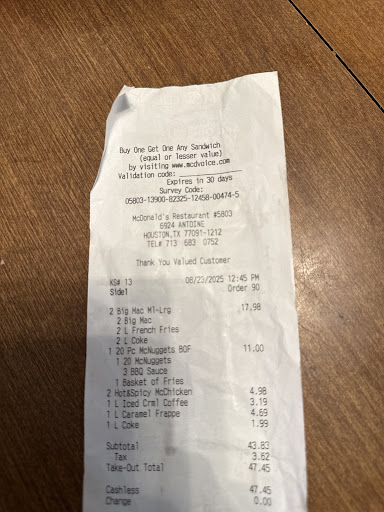 Buy One Get One Any Sandwich
(equal or lesser value)
by visiting www.mcdvoice.com
Validation code:
Expires in 30 days
Survey Code:
05803-13900-82325-12458-00474-5
McDonald's Restaurant #5803
6924 ANTOINE
HOUSTON,TX 77091-1212
TEL# 713 683 0752
Thank You Valued Customer
KS# 13 08/23/2025 12:45 PM
Side1 Order 90
2 Big Mac Ml-Lrg 17.98
2 Big Mac
2 L French Fries
2 L Coke
1 20 Pc McNuggets BOF 11.00
1 20 McNuggets
3 BBQ Sauce
1 Basket of Fries
2 Hot&Spicy McChicken 4.98
1 L Iced Crml Coffee 3.19
1 L Caramel Frappe 4.69
1 L Coke 1.99
Subtotal 43.83
Tax 3.62
Take-Out Total 47.45
Cashless 47.45
Change 0.00